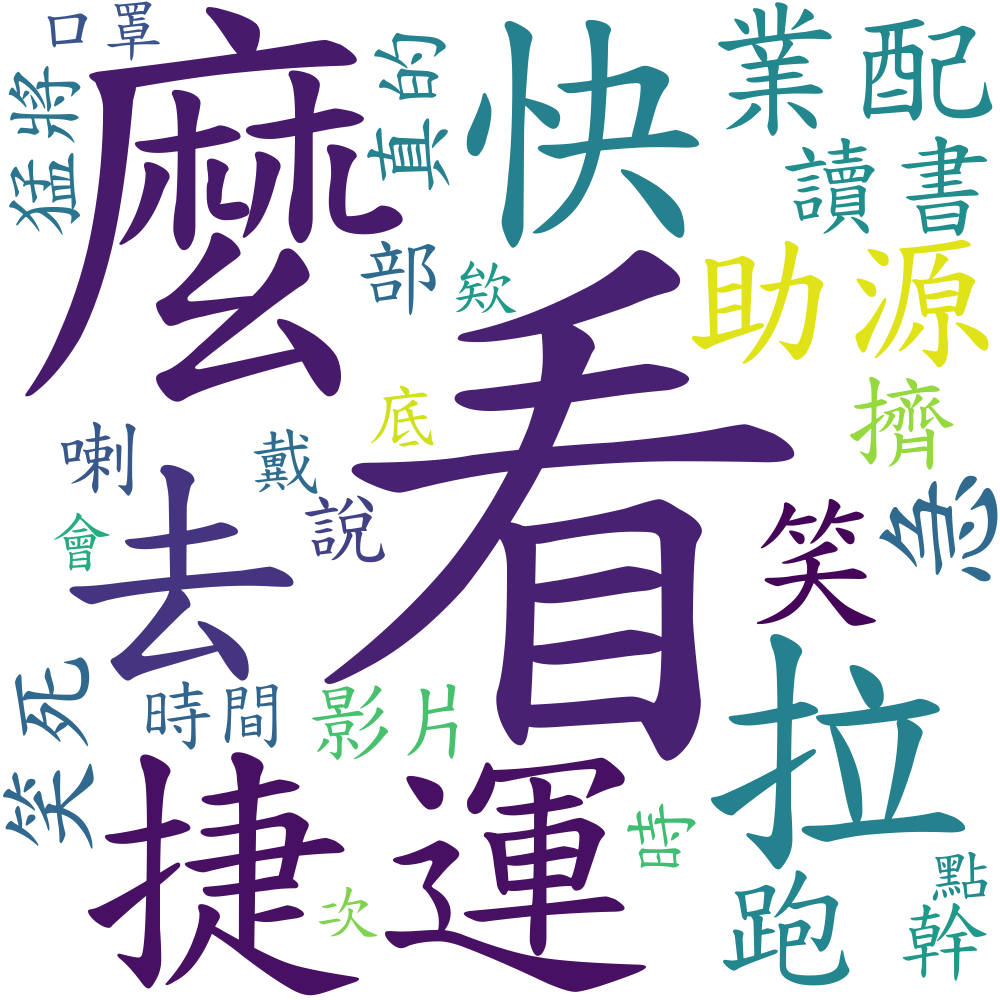 口罩
猛將
麼
真的
快
業配
讀書
部
欸
助源
看
底
擠
喇
戴
說
會
去
笑
急
笑死
時間
影片
拉
捷運
時
次
跑
點
幹